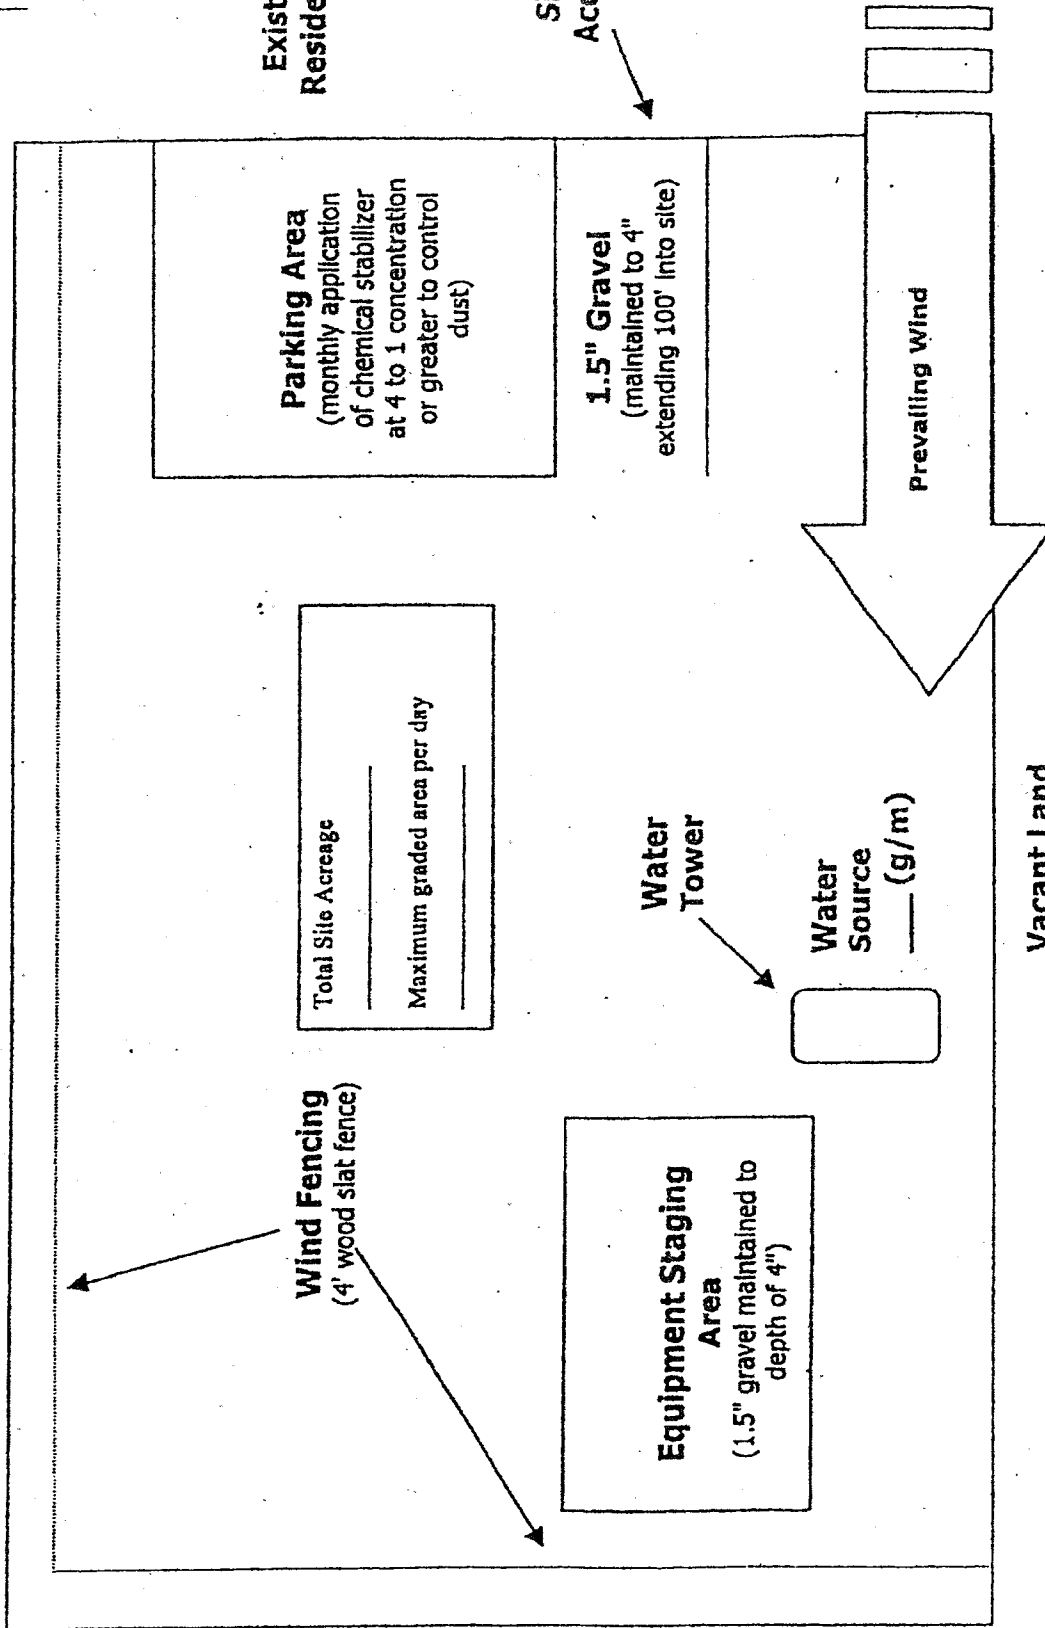 Exist
Reside
Si
Acc
Parking Area
(monthly application
of chemical stabilizer
at 4 to 1 concentration
or greater to control
dust)
1.5" Gravel
(maintained to 4"
extending 100' into site)
Prevailing Wind
Total Site Acreage
Maximum graded area per day
Water
Tower
Water
Source
(g/m)
Wind Fencing
(4' wood slat fence)
Equipment Staging
Area
(1.5" gravel maintained to
depth of 4")
Vacant Land